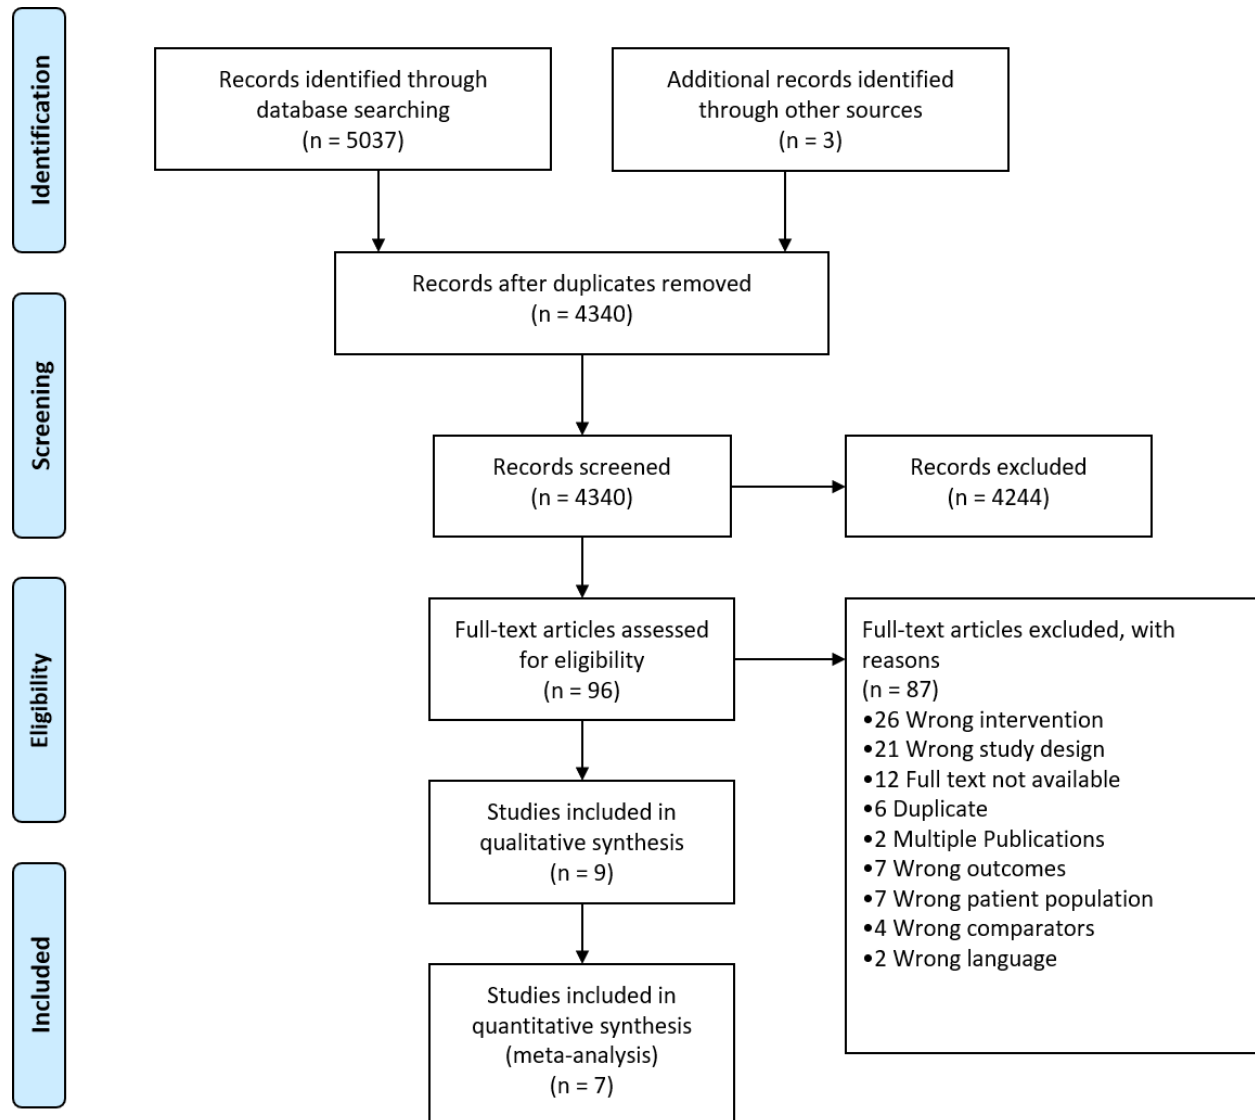 Identification
Records identified through
database searching
(n = 5037)
Additional records identified
through other sources
(n = 3)
Records after duplicates removed
(n = 4340)
Screening
Records screened
(n = 4340)
Records excluded
(n = 4244)
Eligibility
Full-text articles assessed
for eligibility
(n = 96)
Full-text articles excluded, with
reasons
(n = 87)
•26 Wrong intervention
•21 Wrong study design
•12 Full text not available
•6 Duplicate
•2 Multiple Publications
•7 Wrong outcomes
•7 Wrong patient population
•4 Wrong comparators
•2 Wrong language
Studies included in
qualitative synthesis
(n = 9)
Included
Studies included in
quantitative synthesis
(meta-analysis)
(n = 7)